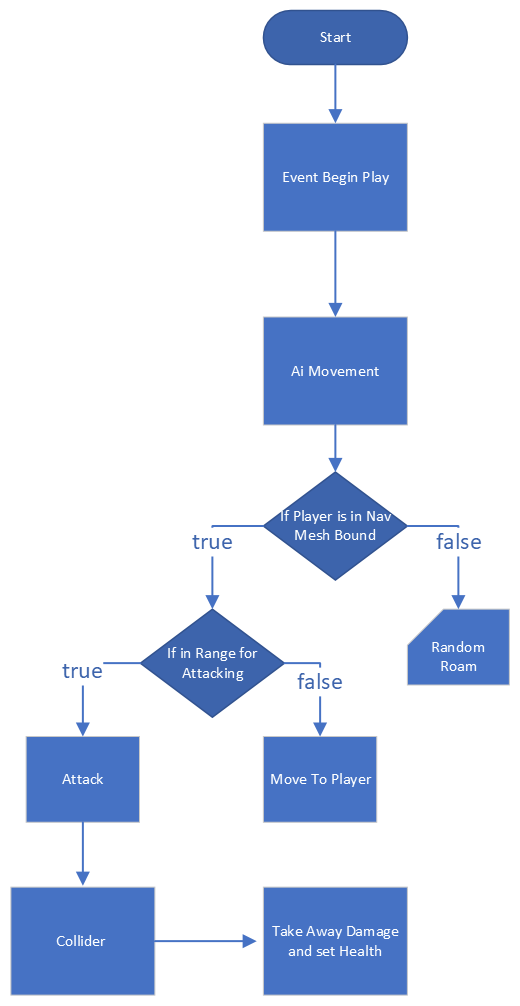 Start
Event Begin Play
Ai Movement
If Player is in Nav
Mesh Bound
true
false
If in Range for
Attacking
Random
Roam
true
false
Attack
Move To Player
Collider
Take Away Damage
and set Health